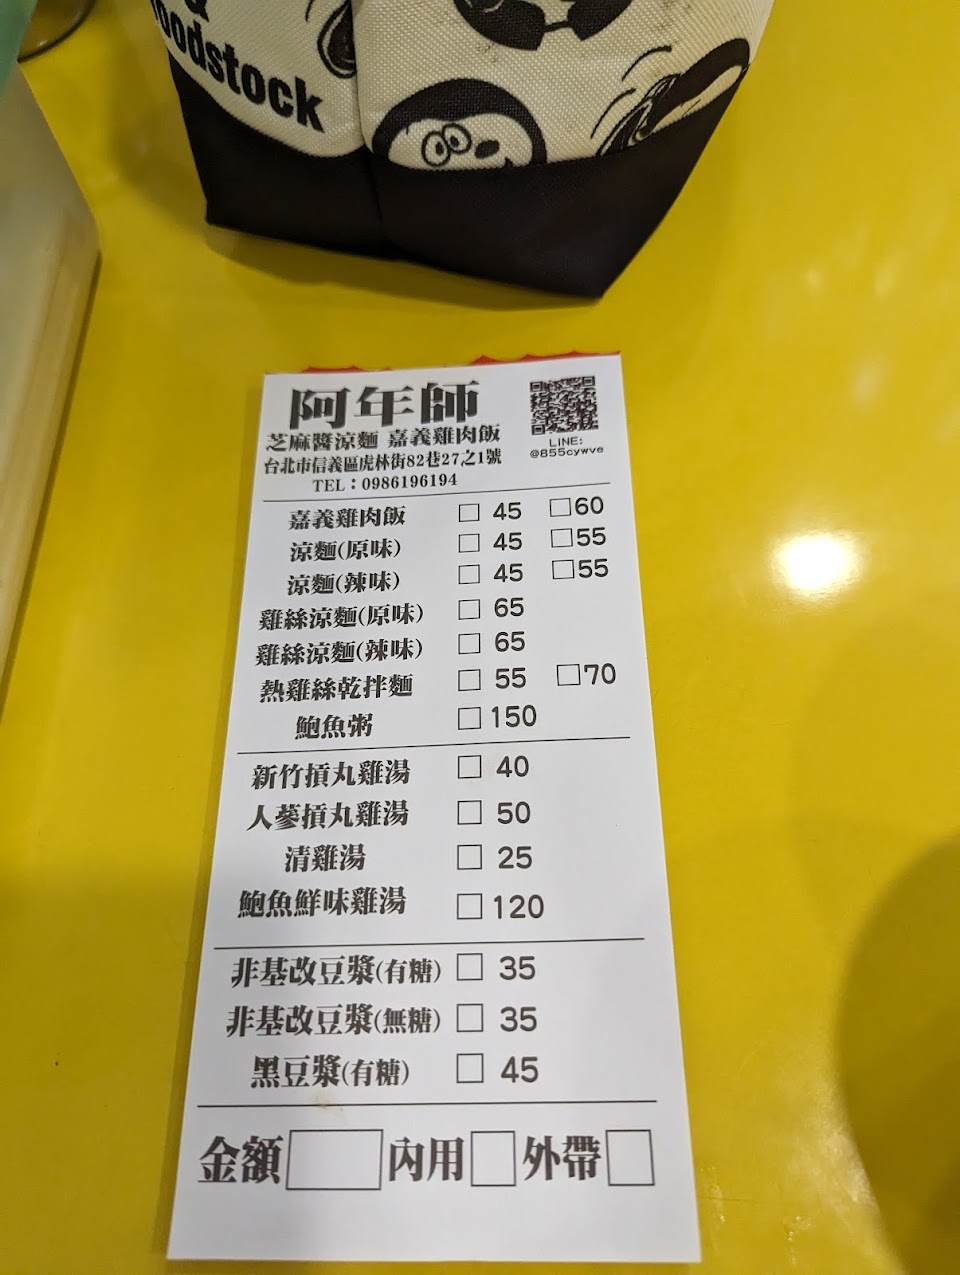 &
oodstock
阿年師
芝麻醬涼麵 嘉義雞肉飯
台北市信義區虎林街82巷27之1號
TEL：0986196194
LINE:
@855cywve
嘉義雞肉飯 □ 45 □60
涼麵(原味) □ 45 □55
涼麵(辣味) □ 45 □55
雞絲涼麵(原味) □ 65
雞絲涼麵(辣味) □ 65
熱雞絲乾拌麵 □ 55 □70
鮑魚粥 □150
新竹摃丸雞湯 □ 40
人蔘摃丸雞湯 □ 50
清雞湯 □ 25
鮑魚鮮味雞湯 □120
非基改豆漿(有糖) □ 35
非基改豆漿(無糖) □ 35
黑豆漿(有糖) □ 45
金額□內用□外帶□